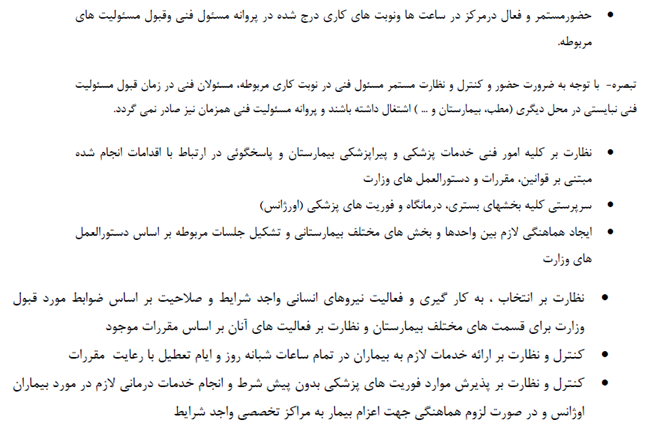 • حضورمستمر و فعال درمرکز در ساعت ها ونوبت های کاری درج شده در پروانه مسئول فنی وقبول مسئولیت های
مربوطه.
تبصره- با توجه به ضرورت حضور و کنترل و نظارت مستمر مسئول فنی در نوبت کاری مربوطه، مسئولان فنی در زمان قبول مسئولیت
فنی نبایستی در محل دیگری (مطب، بیمارستان و ... ) اشتغال داشته باشند و پروانه مسئولیت فنی همزمان نیز صادر نمی گردد.
• نظارت بر کلیه امور فنی خدمات پزشکی و پیراپزشکی بیمارستان و پاسخگوئی در ارتباط با اقدامات انجام شده
مبتنی بر قوانین، مقررات و دستورالعمل های وزارت
• سرپرستی کلیه بخشهای بستری، درمانگاه و فوریت های پزشکی (اورژانس)
• ایجاد هماهنگی لازم بین واحدها و بخش های مختلف بیمارستانی و تشکیل جلسات مربوطه بر اساس دستورالعمل
های وزارت
• نظارت بر انتخاب ، به کار گیری و فعالیت نیروهای انسانی واجد شرایط و صلاحیت بر اساس ضوابط مورد قبول
وزارت برای قسمت های مختلف بیمارستان و نظارت بر فعالیت های آنان بر اساس مقررات موجود
• کنترل و نظارت بر ارائه خدمات لازم به بیماران در تمام ساعات شبانه روز و ایام تعطیل با رعایت مقررات
• کنترل و نظارت بر پذیرش موارد فوریت های پزشکی بدون پیش شرط و انجام خدمات درمانی لازم در مورد بیماران
اوژانس و در صورت لزوم هماهنگی جهت اعزام بیمار به مراکز تخصصی واجد شرایط